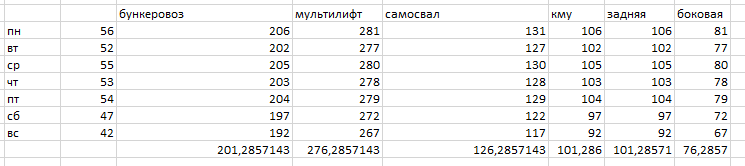 бункеровоз мультилифт самосвал кму задняя боковая
пн 56 206 281 131 106 106 81
вт 52 202 277 127 102 102 77
ср 55 205 280 130 105 105 80
чт 53 203 278 128 103 103 78
пт 54 204 279 129 104 104 79
сб 47 197 272 122 97 97 72
вс 42 192 267 117 92 92 67
201,2857143 276,2857143 126,2857143 101,286 101,28571 76,2857